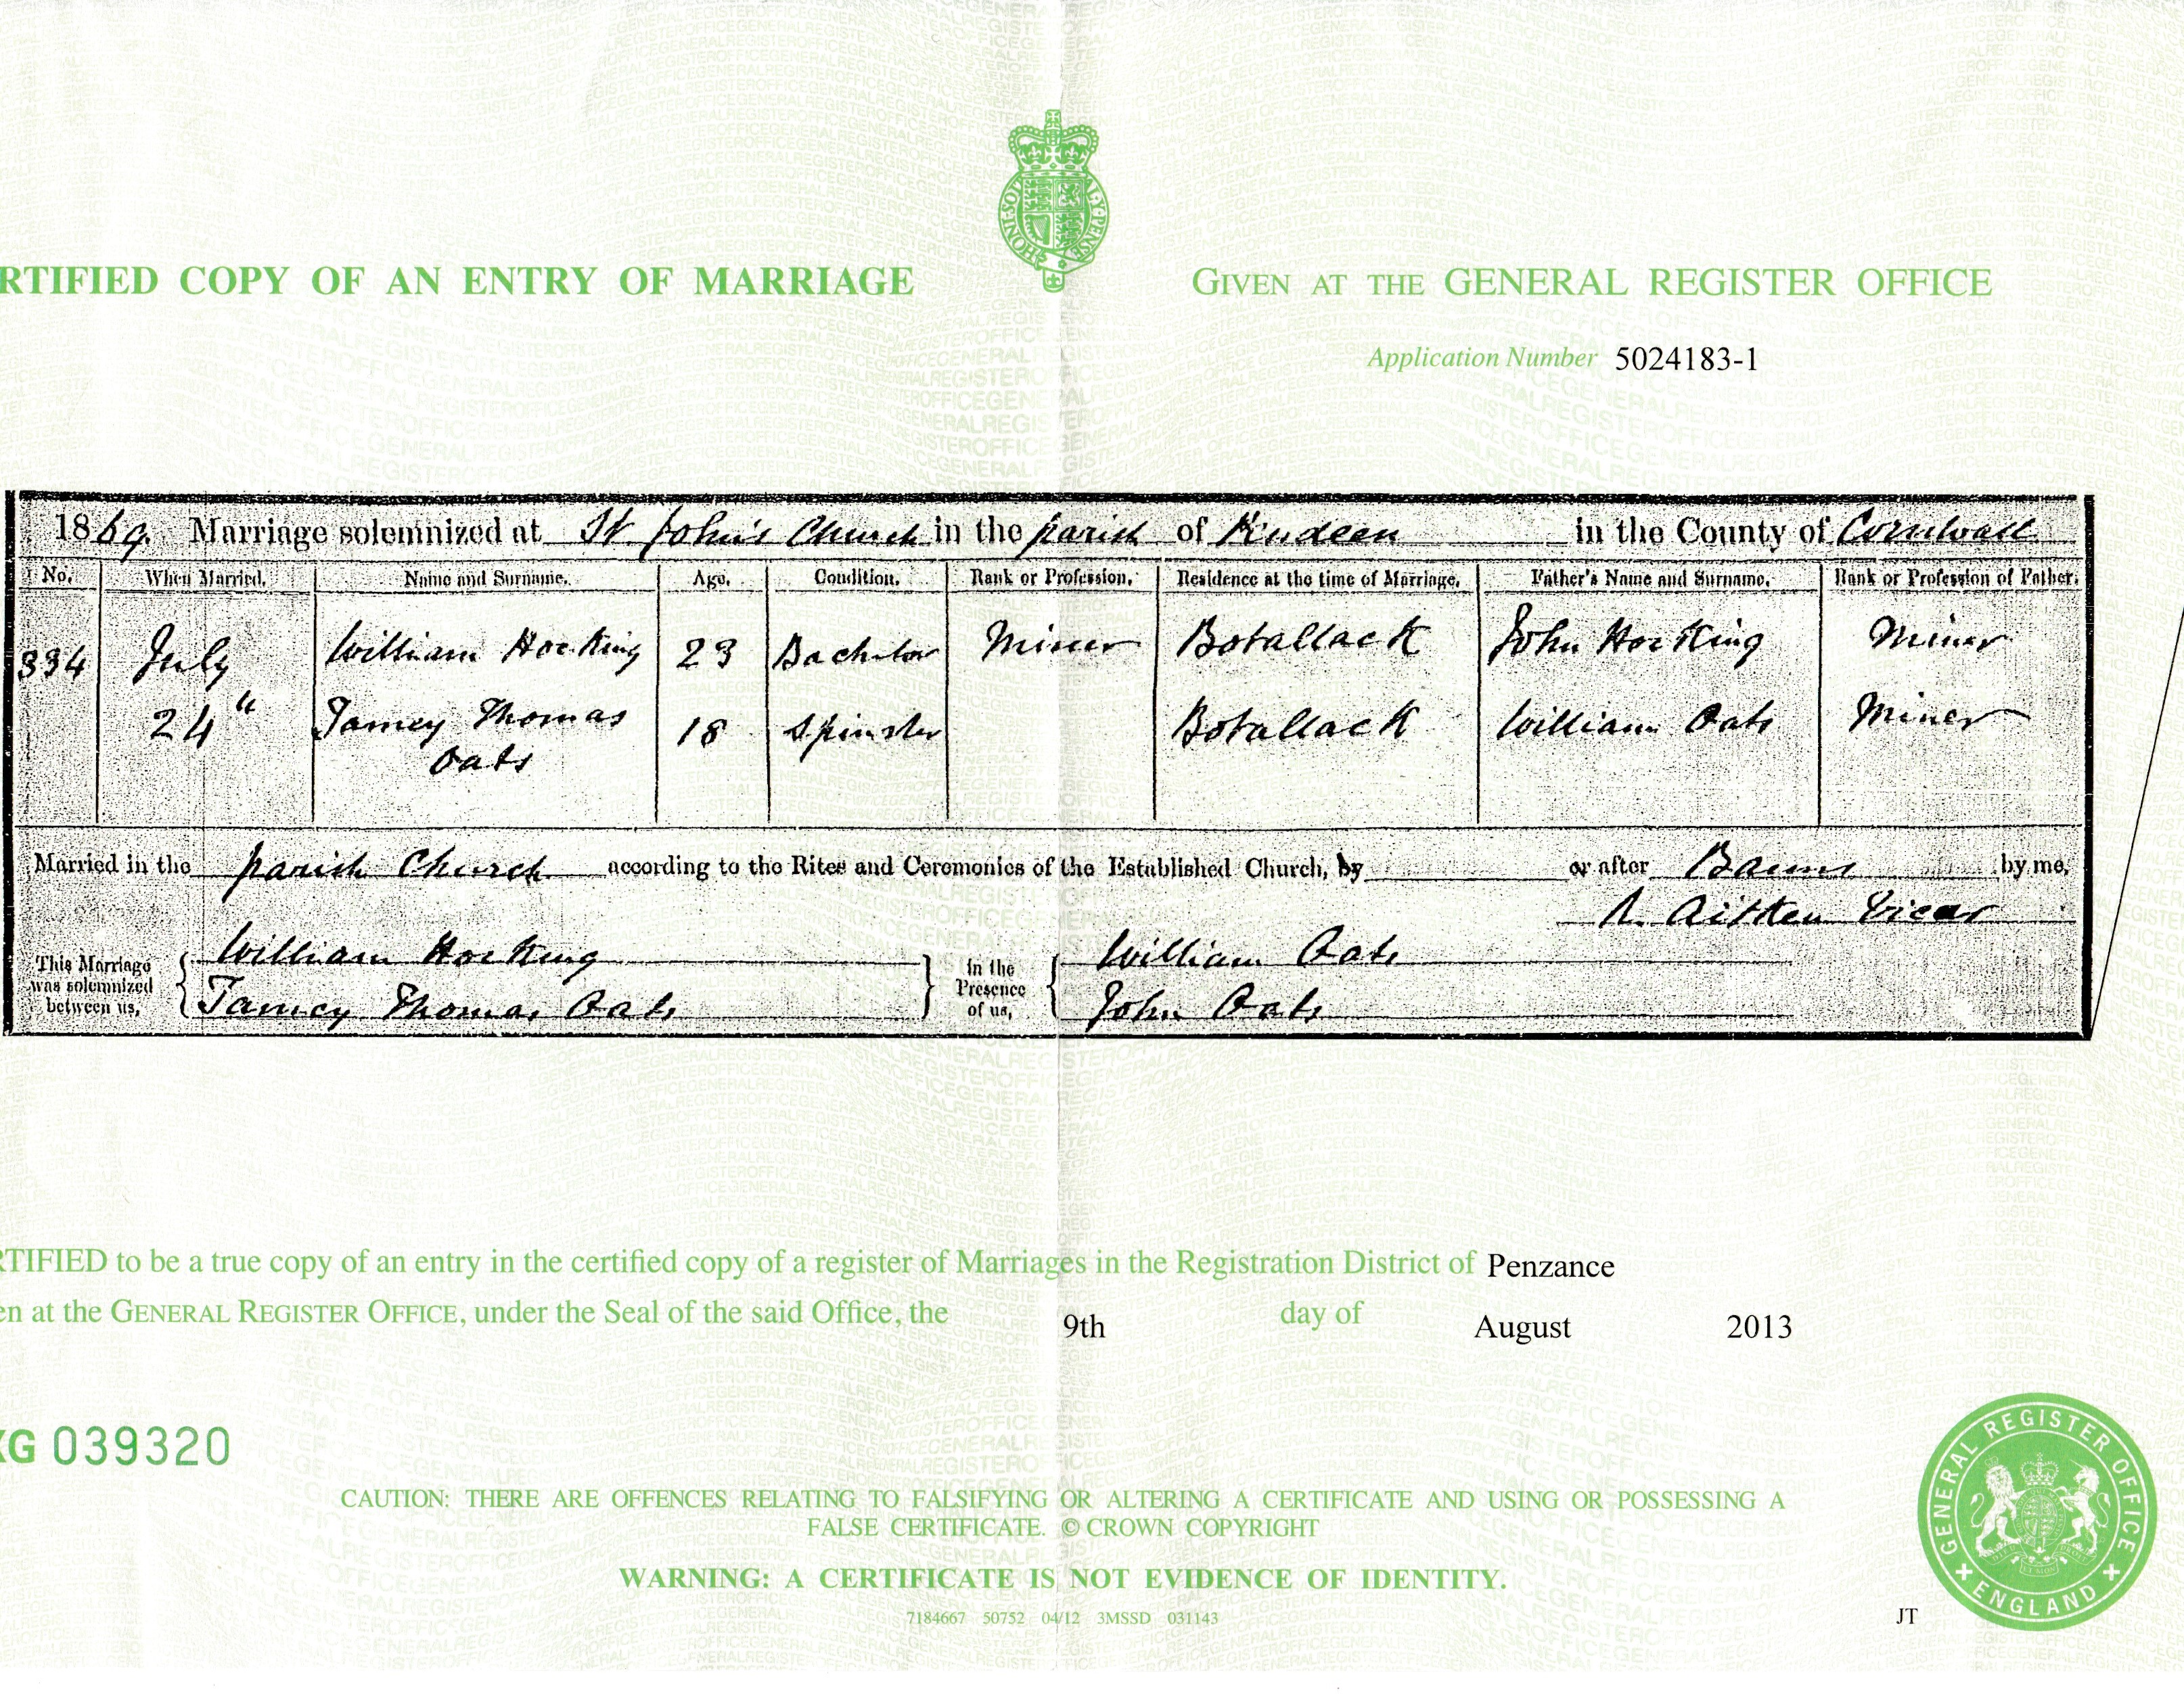 RTIFIED COPY OF AN ENTRY OF MARRIAGE
GIVEN AT THE GENERAL REGISTER OFFICE
Application Number 5024183-1
1869. Marriage solemnized at St John's Church in the parish of Pendeen in the County of Cornwall
No. When Married. Name and Surname. Age. Condition. Rank or Profession. Residence at the time of Marriage. Father's Name and Surname. Rank or Profession of Father.
334 July William Hocking 23 Bachelor Miner Botallack John Hocking Miner
24" Tamey Thomas 18 Spinster Botallack William Oats Miner
Oats
Married in the parish Church according to the Rites and Ceremonies of the Established Church, by or after Banns by me,
R. Aitken Vicar
This Marriage was solemnized between us, { William Hocking } In the Presence of us, { William Oats
Tamey Thomas Oats John Oats
RTIFIED to be a true copy of an entry in the certified copy of a register of Marriages in the Registration District of Penzance
en at the GENERAL REGISTER OFFICE, under the Seal of the said Office, the 9th day of August 2013
XG 039320
CAUTION: THERE ARE OFFENCES RELATING TO FALSIFYING OR ALTERING A CERTIFICATE AND USING OR POSSESSING A
FALSE CERTIFICATE. © CROWN COPYRIGHT
WARNING: A CERTIFICATE IS NOT EVIDENCE OF IDENTITY.
7184667 50752 04/12 3MSSD 031143
JT
GENERAL REGISTER OFFICE
ENGLAND